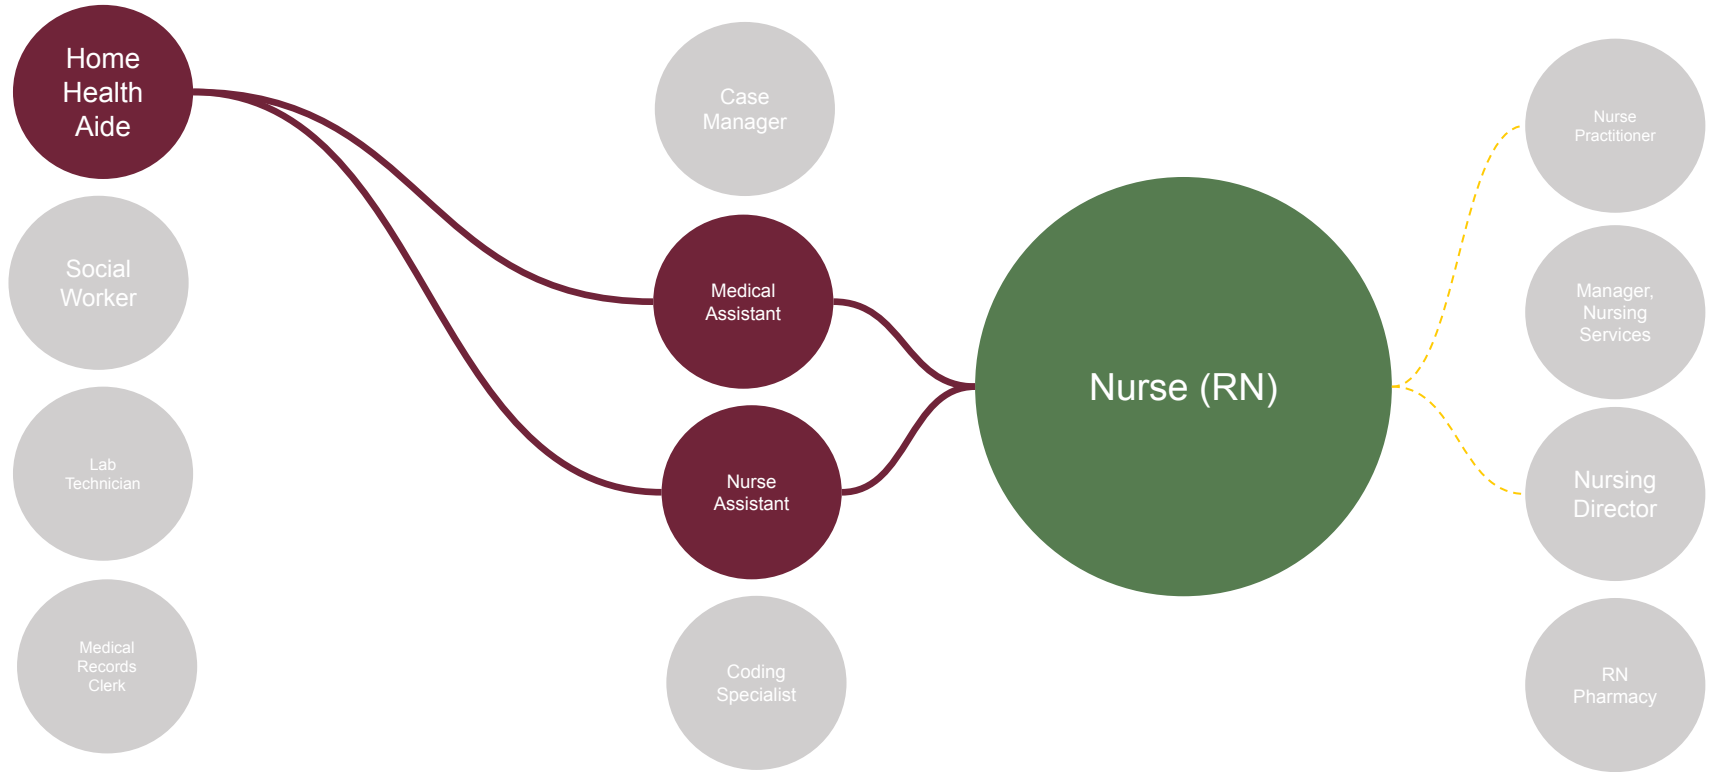 Home
Health
Aide
Social
Worker
Lab
Technician
Medical
Records
Clerk
Case
Manager
Medical
Assistant
Nurse
Assistant
Coding
Specialist
Nurse (RN)
Nurse
Practitioner
Manager,
Nursing
Services
Nursing
Director
RN
Pharmacy